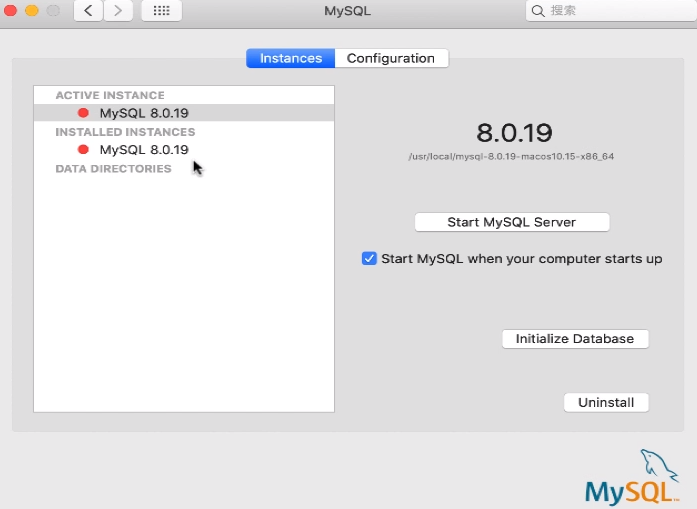 MySQL
搜索
Instances
Configuration
ACTIVE INSTANCE
MySQL 8.0.19
INSTALLED INSTANCES
MySQL 8.0.19
DATA DIRECTORIES
8.0.19
/usr/local/mysql-8.0.19-macos10.15-x86_64
Start MySQL Server
Start MySQL when your computer starts up
Initialize Database
Uninstall
MySQL™